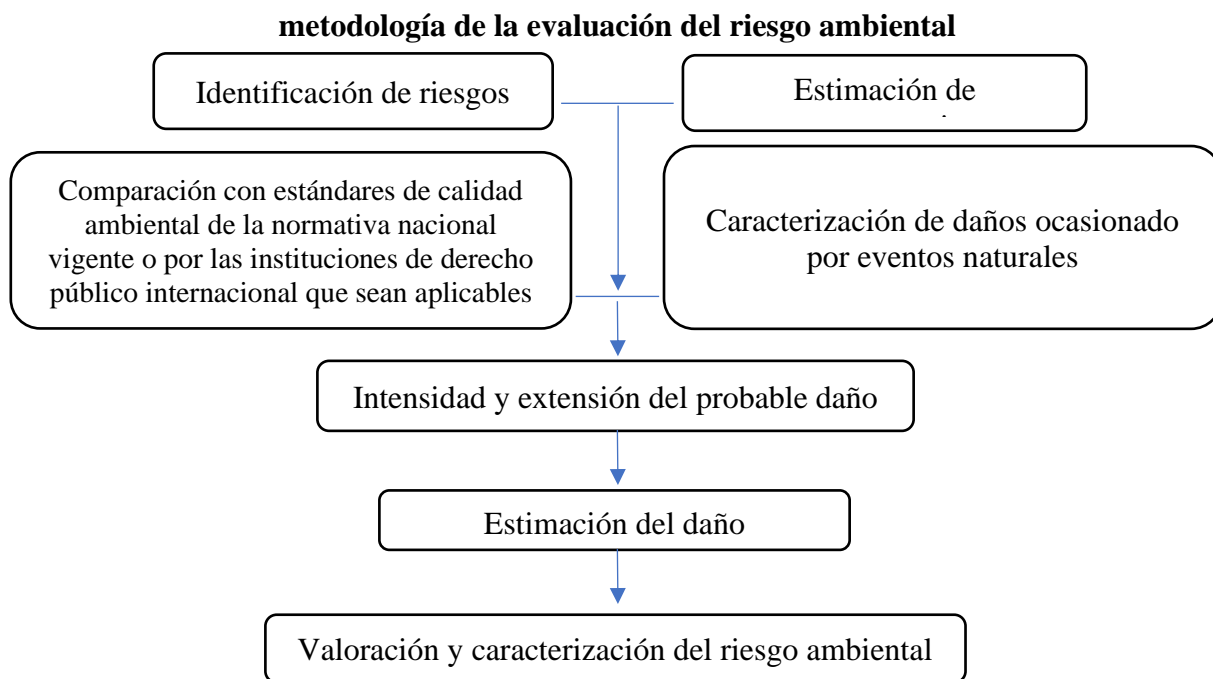 metodología de la evaluación del riesgo ambiental
Identificación de riesgos
Estimación de
Comparación con estándares de calidad
ambiental de la normativa nacional
vigente o por las instituciones de derecho
público internacional que sean aplicables
Caracterización de daños ocasionado
por eventos naturales
Intensidad y extensión del probable daño
Estimación del daño
Valoración y caracterización del riesgo ambiental